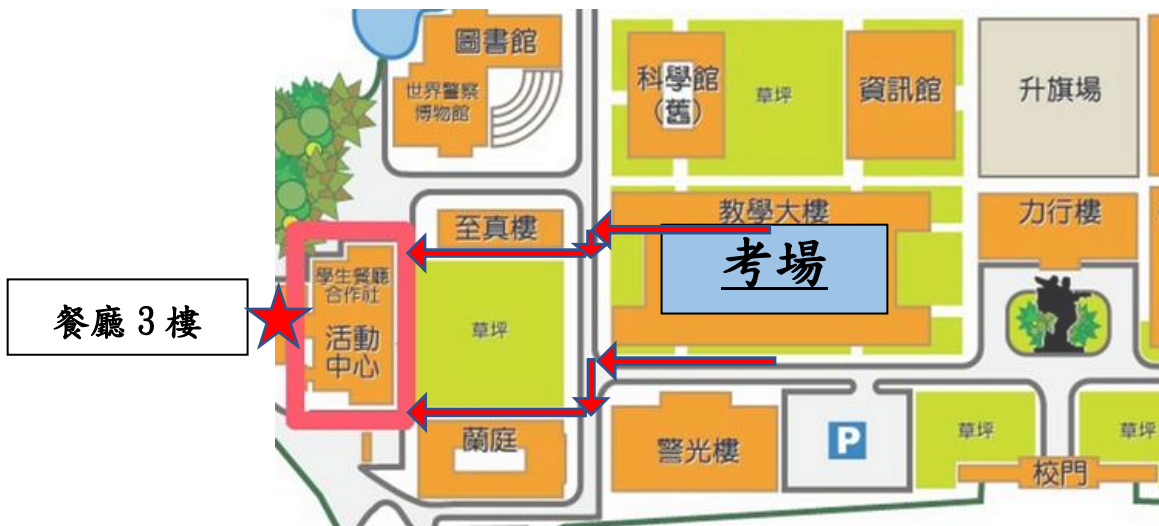 圖書館
世界警察
博物館
科學館
(舊)
草坪
資訊館
升旗場
至真樓
教學大樓
力行樓
考場
學生餐廳
合作社
活動
中心
餐廳3樓
草坪
蘭庭
警光樓
P
草坪
草坪
校門